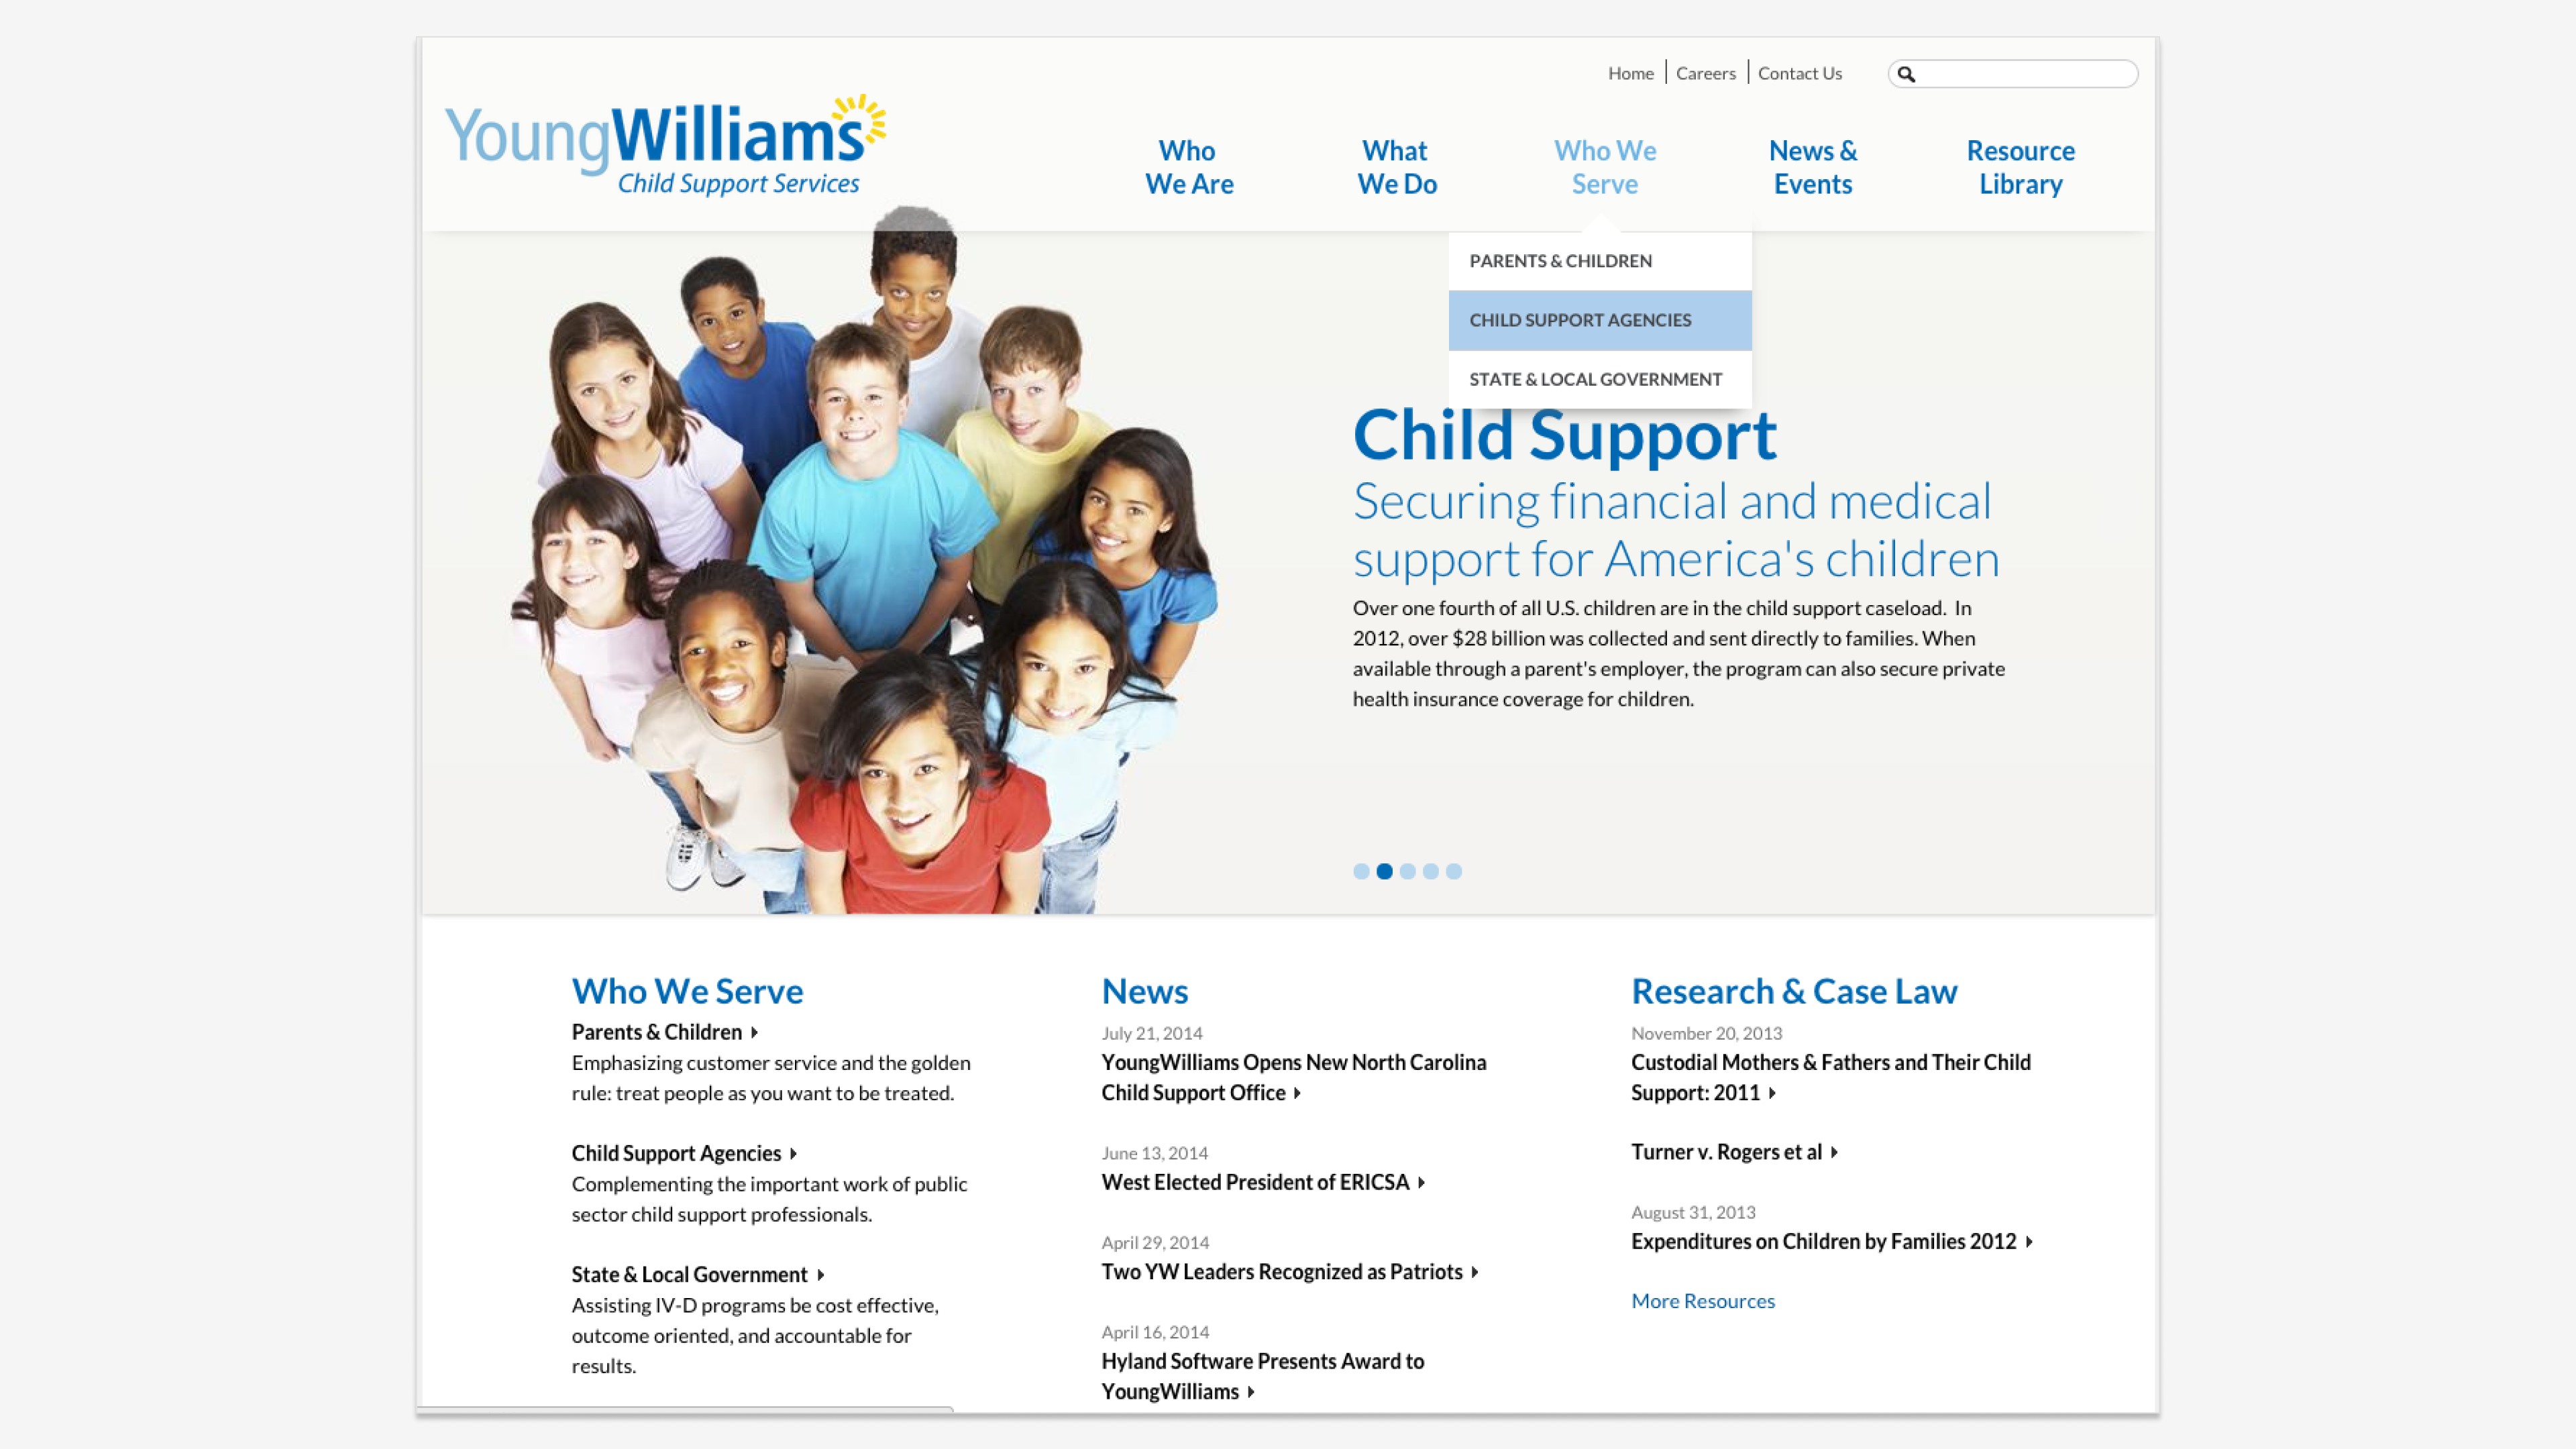 Home
Careers
Contact Us
YoungWilliams
Child Support Services
Who
We Are
What
We Do
Who We
Serve
News &
Events
Resource
Library
PARENTS & CHILDREN
CHILD SUPPORT AGENCIES
STATE & LOCAL GOVERNMENT
Child Support
Securing financial and medical
support for America's children
Over one fourth of all U.S. children are in the child support caseload. In
2012, over $28 billion was collected and sent directly to families. When
available through a parent's employer, the program can also secure private
health insurance coverage for children.
Who We Serve
Parents & Children
Emphasizing customer service and the golden
rule: treat people as you want to be treated.
Child Support Agencies
Complementing the important work of public
sector child support professionals.
State & Local Government
Assisting IV-D programs be cost effective,
outcome oriented, and accountable for
results.
News
July 21, 2014
YoungWilliams Opens New North Carolina
Child Support Office
June 13, 2014
West Elected President of ERICSA
April 29, 2014
Two YW Leaders Recognized as Patriots
April 16, 2014
Hyland Software Presents Award to
YoungWilliams
Research & Case Law
November 20, 2013
Custodial Mothers & Fathers and Their Child
Support: 2011
Turner v. Rogers et al
August 31, 2013
Expenditures on Children by Families 2012
More Resources